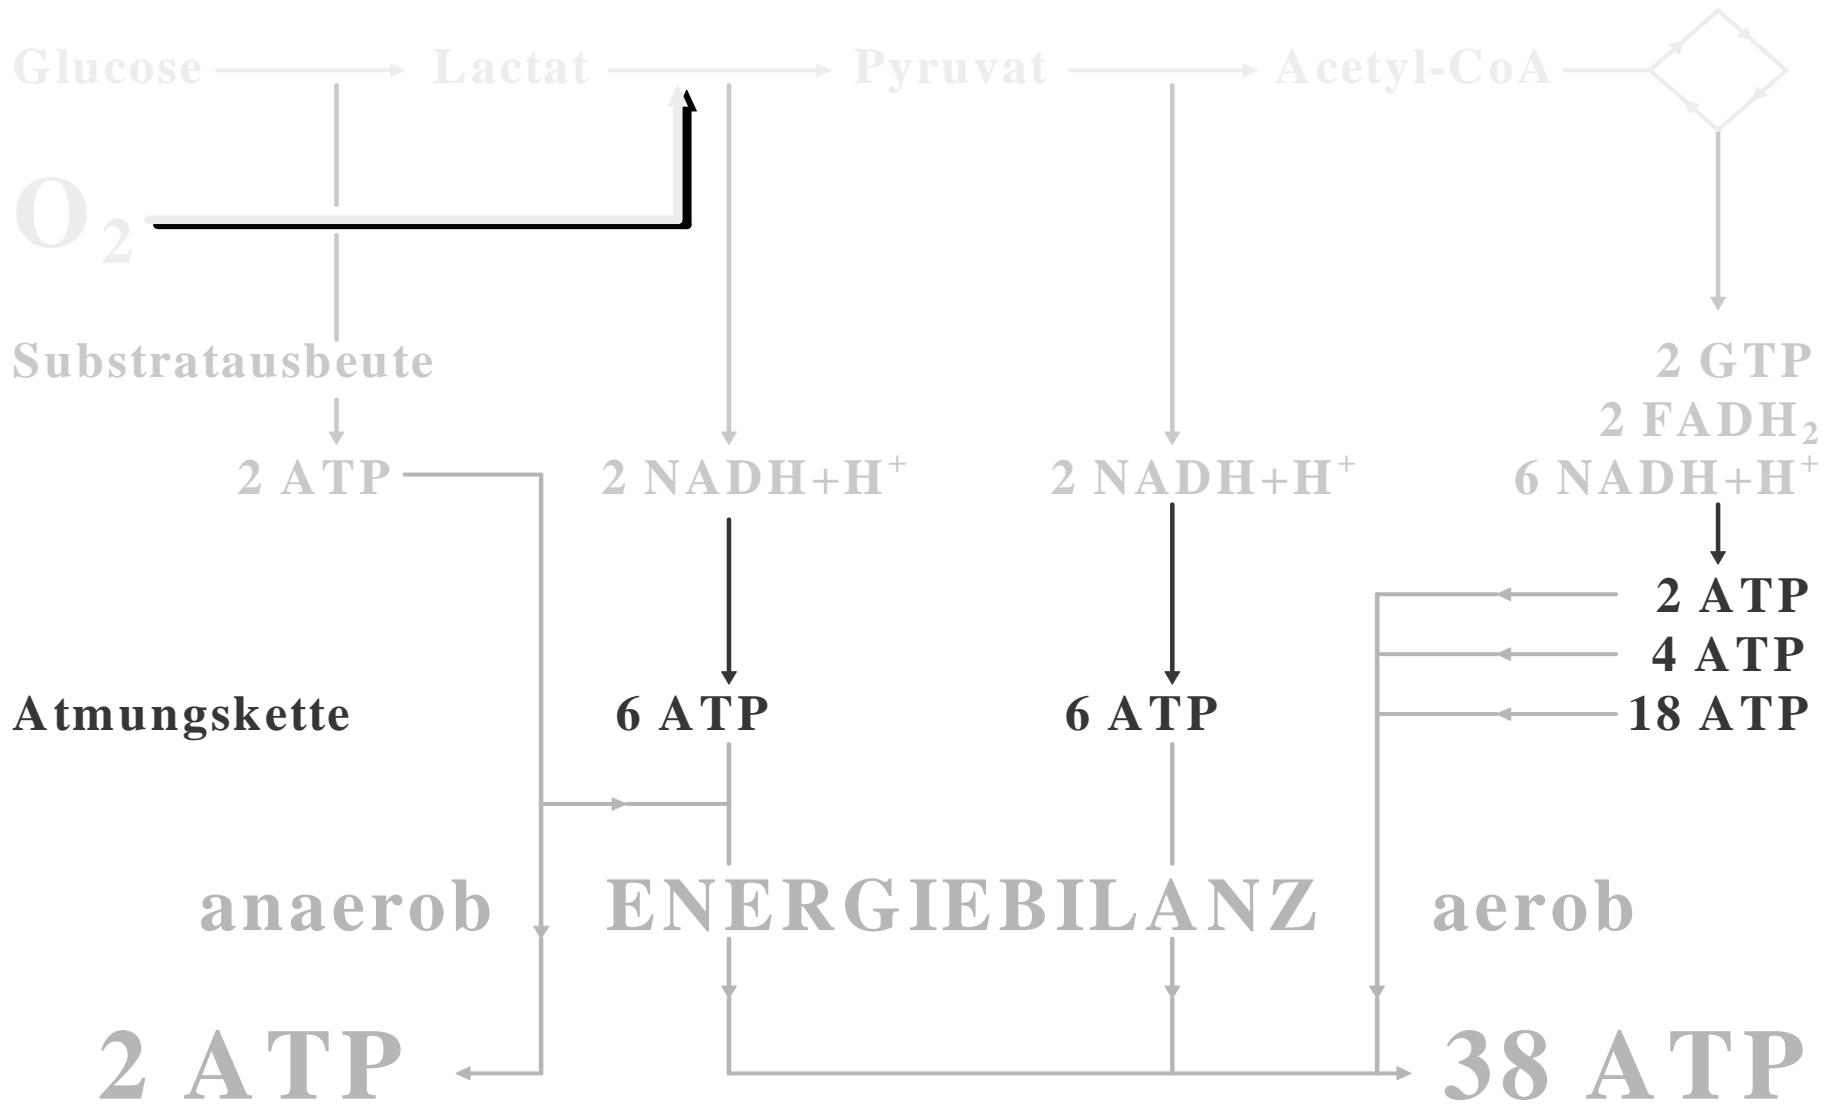 Glucose Lactat Pyruvat Acetyl-CoA
O₂
Substratausbeute 2 GTP
2 FADH₂
2 ATP 2 NADH+H⁺ 2 NADH+H⁺ 6 NADH+H⁺
2 ATP
4 ATP
Atmungskette 6 ATP 6 ATP 18 ATP
anaerob ENERGIEBILANZ aerob
2 ATP 38 ATP